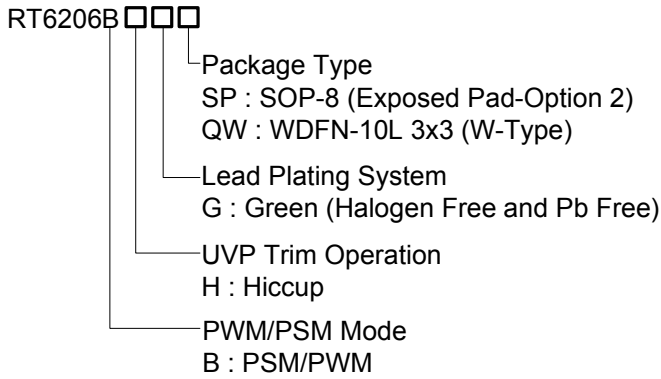 RT6206B□□□
Package Type
SP : SOP-8 (Exposed Pad-Option 2)
QW : WDFN-10L 3x3 (W-Type)
Lead Plating System
G : Green (Halogen Free and Pb Free)
UVP Trim Operation
H : Hiccup
PWM/PSM Mode
B : PSM/PWM